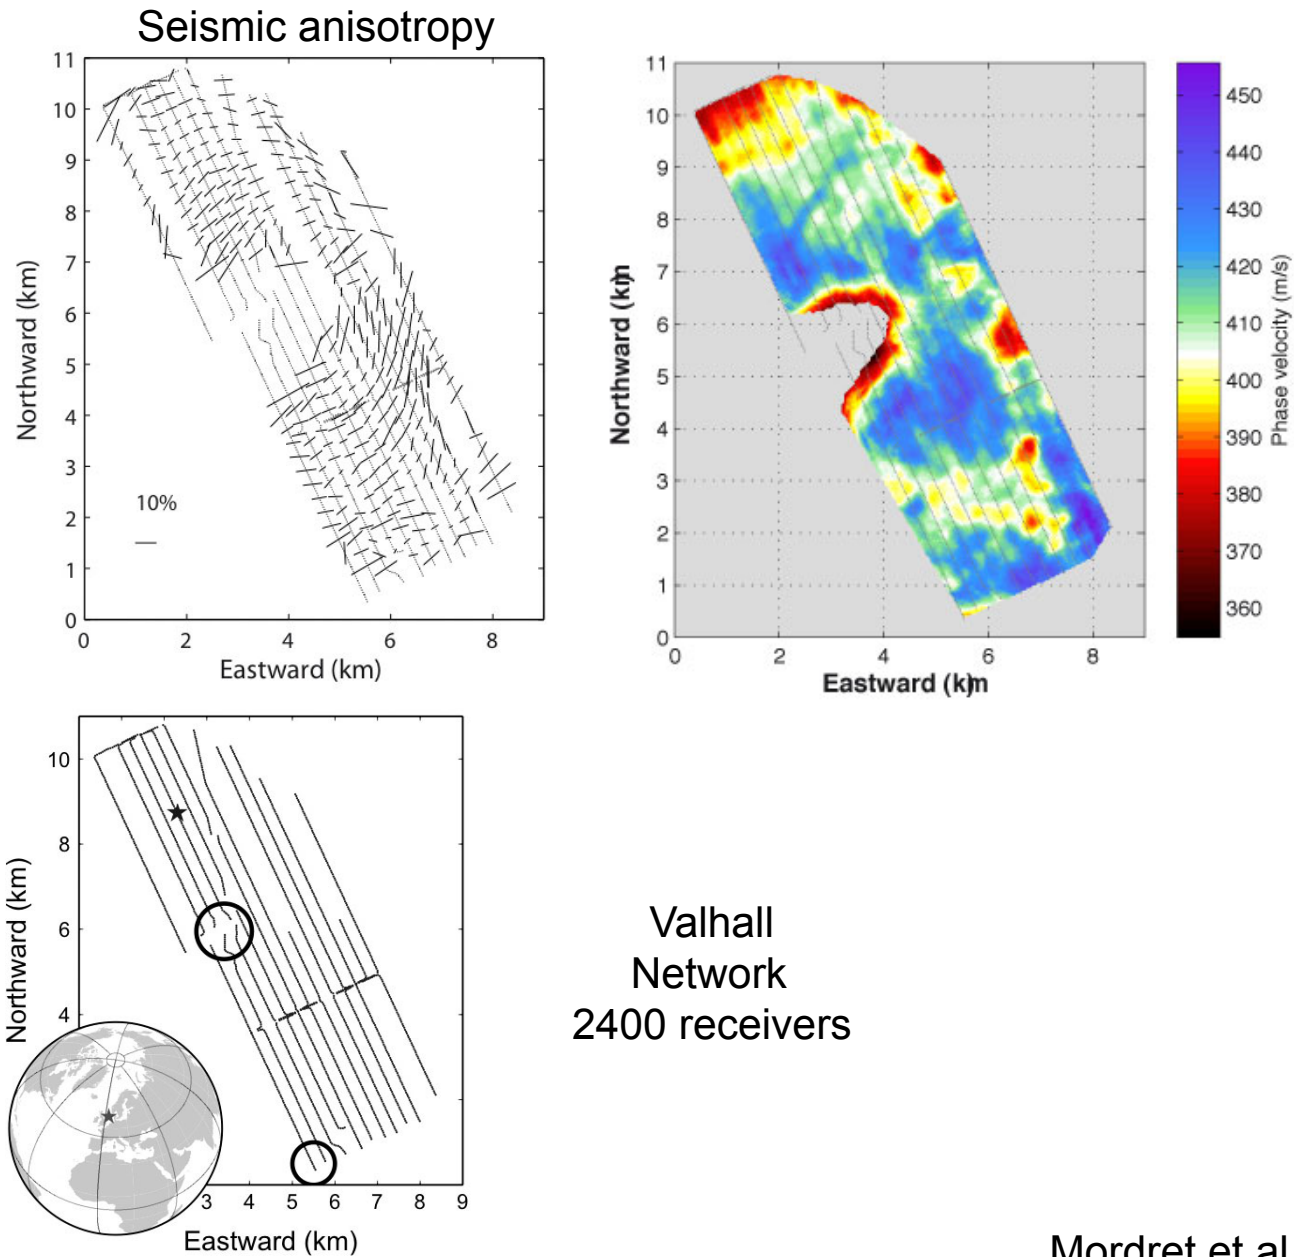 Seismic anisotropy
11
10
9
8
7
6
5
4
3
2
1
0
Northward (km)
10%
0 2 4 6 8
Eastward (km)
11
10
9
8
7
6
5
4
3
2
1
0
Northward (km)
0 2 4 6 8
Eastward (km)
450
440
430
420
410
400
390
380
370
360
Phase velocity (m/s)
10
8
6
4
Northward (km)
3 4 5 6 7 8 9
Eastward (km)
Valhall
Network
2400 receivers
Mordret et al